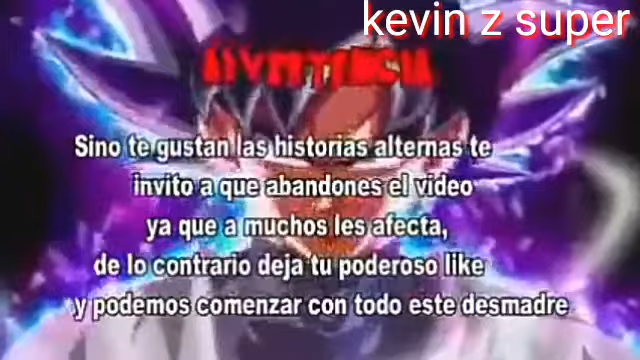 kevin z super
ADVERTENCIA
Sino te gustan las historias alternas te
invito a que abandones el video
ya que a muchos les afecta,
de lo contrario deja tu poderoso like
y podemos comenzar con todo este desmadre